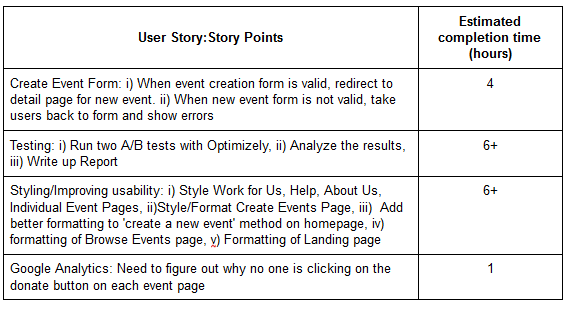 User Story:Story Points
Estimated
completion time
(hours)
Create Event Form: i) When event creation form is valid, redirect to
detail page for new event. ii) When new event form is not valid, take
users back to form and show errors
4
Testing: i) Run two A/B tests with Optimizely, ii) Analyze the results,
iii) Write up Report
6+
Styling/Improving usability: i) Style Work for Us, Help, About Us,
Individual Event Pages, ii)Style/Format Create Events Page, iii) Add
better formatting to 'create a new event' method on homepage, iv)
formatting of Browse Events page, v) Formatting of Landing page
6+
Google Analytics: Need to figure out why no one is clicking on the
donate button on each event page
1